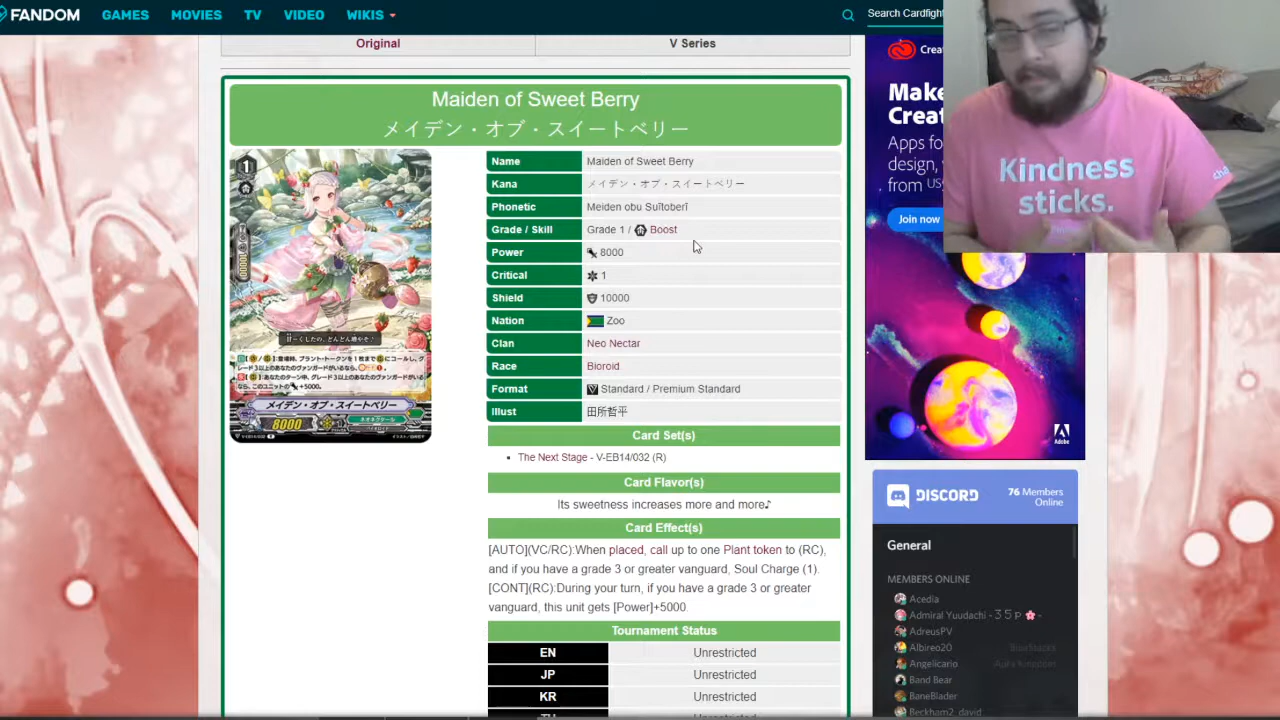 FANDOM GAMES MOVIES TV VIDEO WIKIS Search Cardfigh
Original V Series
Maiden of Sweet Berry
メイデン・オブ・スイートベリー
Name Maiden of Sweet Berry
Kana メイデン・オブ・スイートベリー
Phonetic Meiden obu Suītoberī
Grade / Skill Grade 1 / Boost
Power 8000
Critical 1
Shield 10000
Nation Zoo
Clan Neo Nectar
Race Bioroid
Format V Standard / Premium Standard
Illust 田所哲平
Card Set(s)
The Next Stage - V-EB14/032 (R)
Card Flavor(s)
Its sweetness increases more and more♪
Card Effect(s)
[AUTO](VC/RC):When placed, call up to one Plant token to (RC),
and if you have a grade 3 or greater vanguard, Soul Charge (1).
[CONT](RC):During your turn, if you have a grade 3 or greater
vanguard, this unit gets [Power]+5000.
Tournament Status
EN Unrestricted
JP Unrestricted
KR Unrestricted
1
10000
メイデン・オブ・スイートベリー
8000
Crea
Make
Creat
Apps for
design,
from US
Join now
Adobe
Kindness
sticks.
DISCORD 76 Members
Online
General
MEMBERS ONLINE
Acedia
Admiral Yuudachi - 3 5 P
AdreusPV
Albireo20
Angelicario
Band Bear
BaneBlader
Beckham2_david